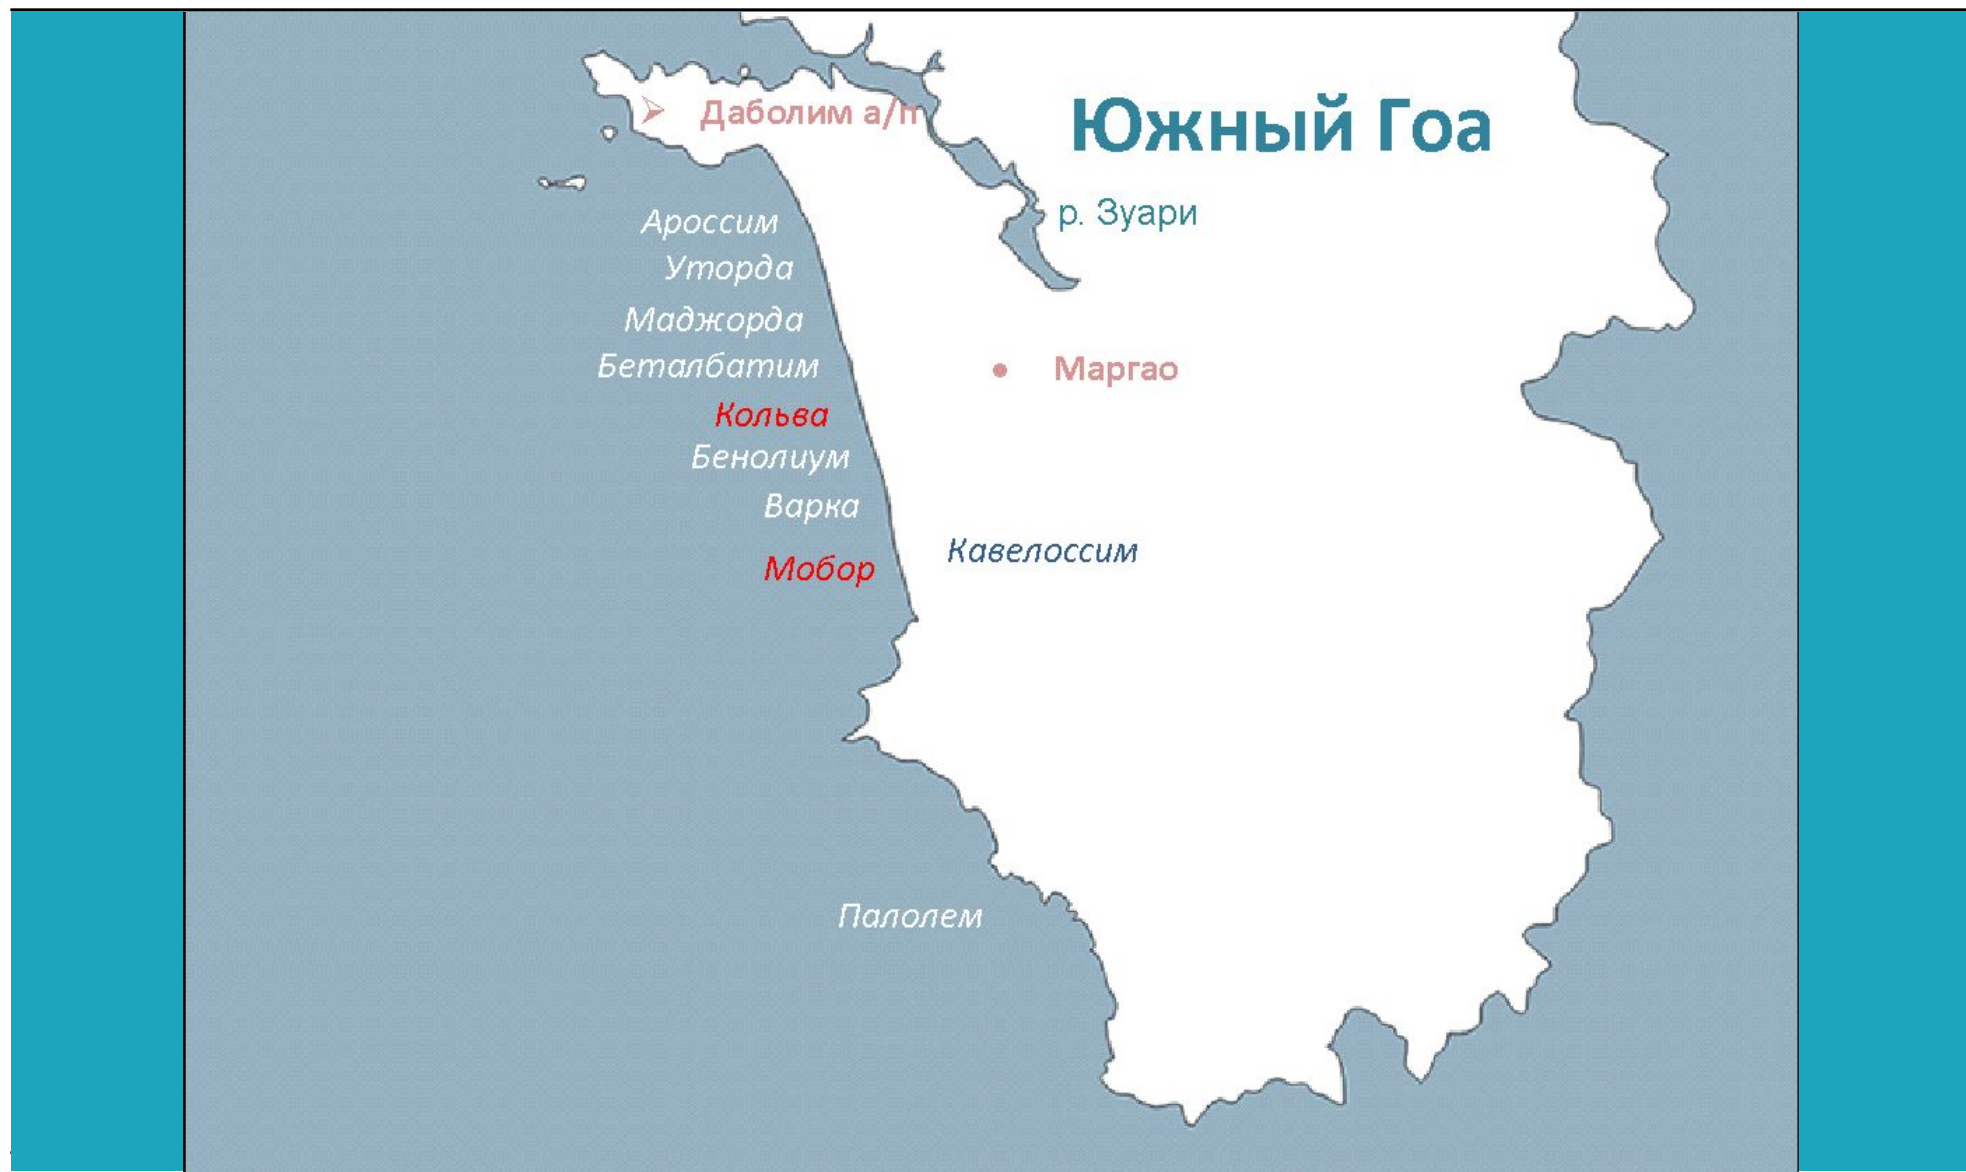 Даболим а/п
Южный Гоа
р. Зуари
Ароссим
Уторда
Маджорда
Беталбатим
Маргао
Кольва
Бенолиум
Варка
Кавелоссим
Мобор
Палолем